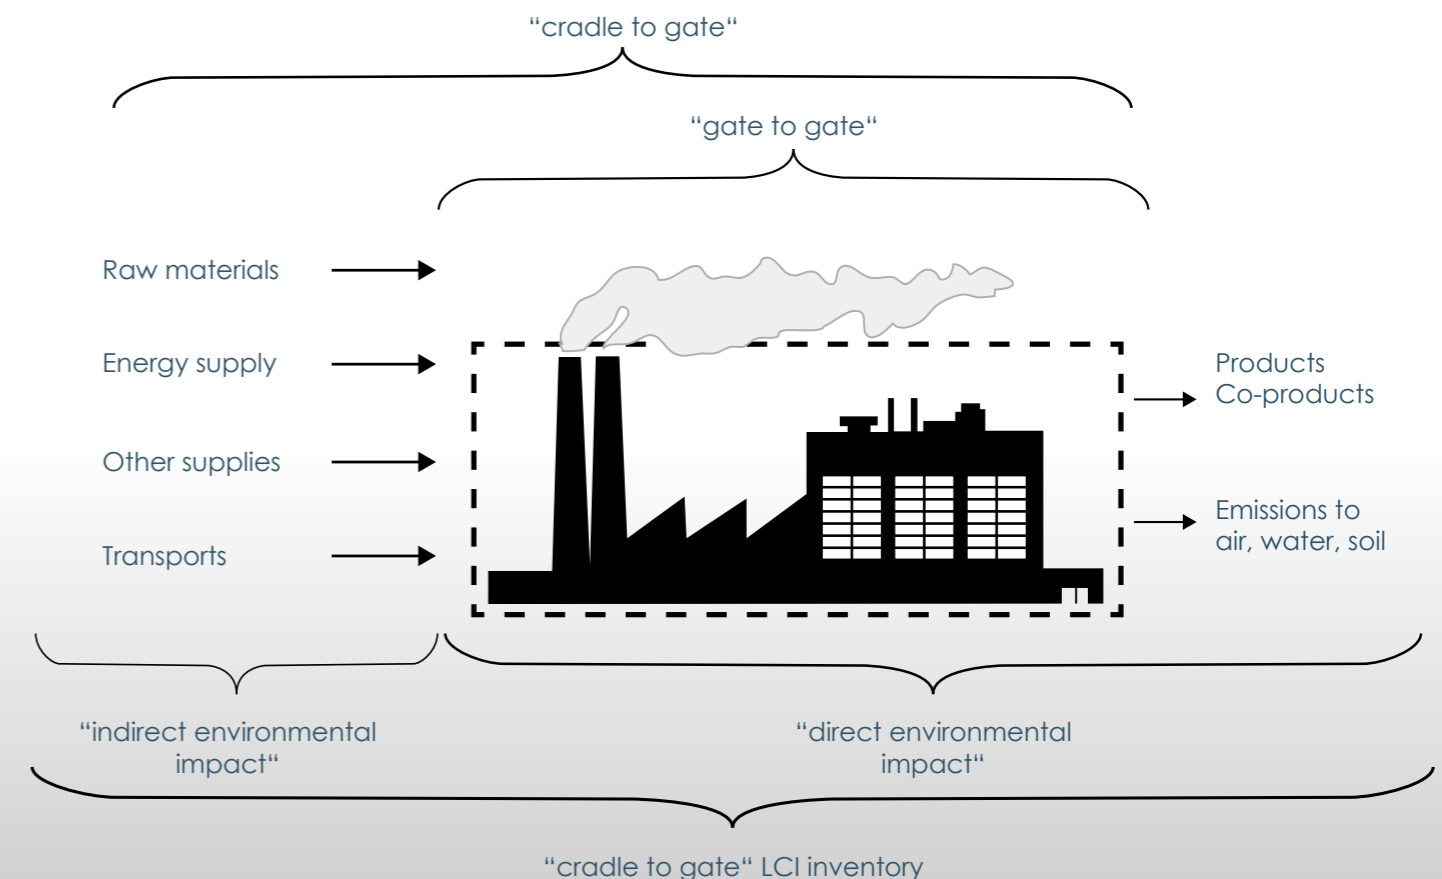 “cradle to gate“
“gate to gate“
Raw materials
Energy supply
Other supplies
Transports
Products
Co-products
Emissions to
air, water, soil
“indirect environmental
impact“
“direct environmental
impact“
“cradle to gate“ LCI inventory